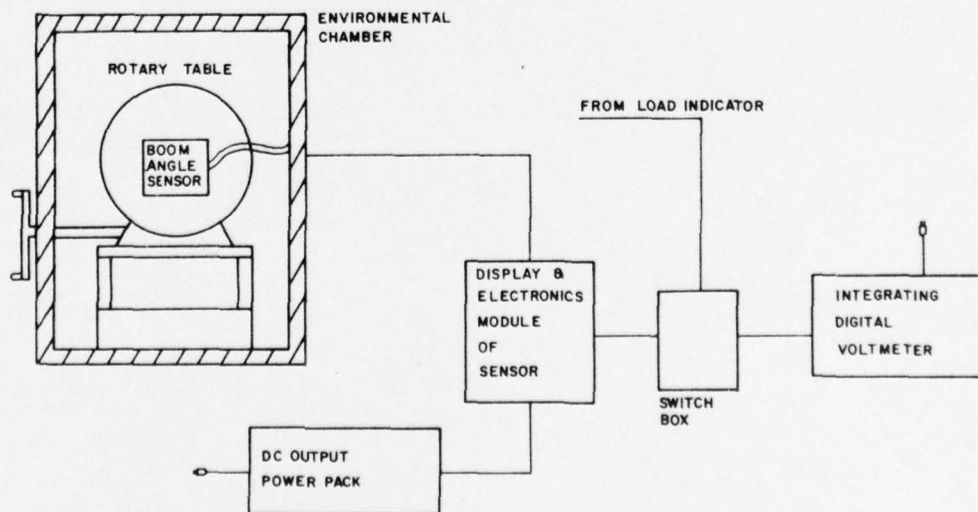 ENVIRONMENTAL
CHAMBER
ROTARY TABLE
BOOM
ANGLE
SENSOR
FROM LOAD INDICATOR
DISPLAY &
ELECTRONICS
MODULE
OF
SENSOR
SWITCH
BOX
INTEGRATING
DIGITAL
VOLTMETER
DC OUTPUT
POWER PACK